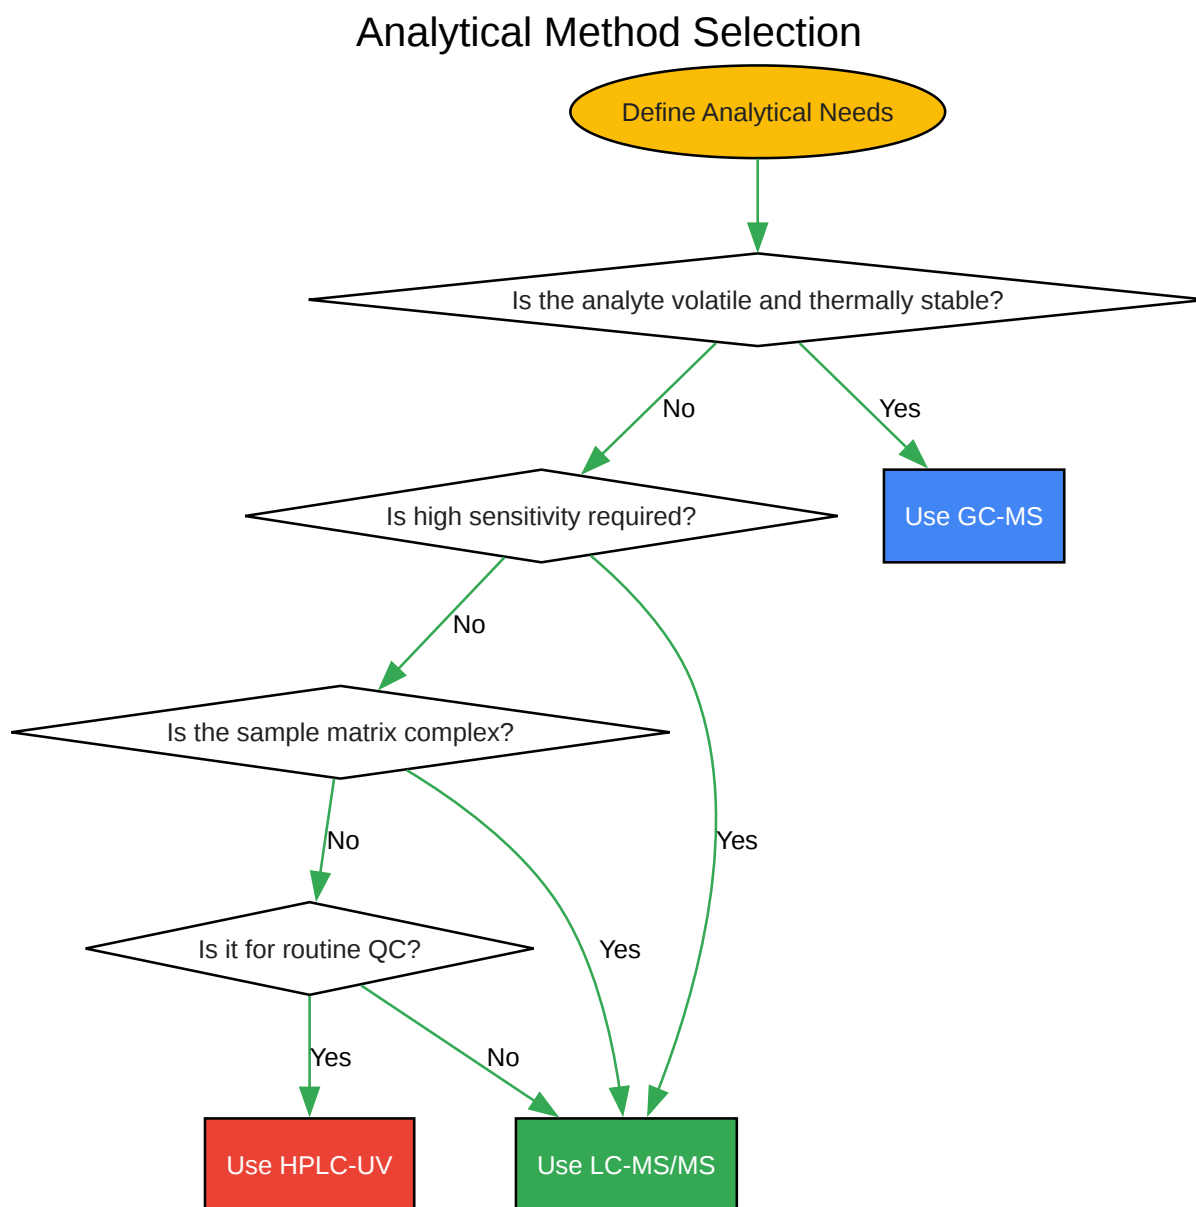 Analytical Method Selection
Define Analytical Needs
Is the analyte volatile and thermally stable?
No
Yes
Is high sensitivity required?
Use GC-MS
No
Is the sample matrix complex?
No
Yes
Is it for routine QC?
Yes
Yes
No
Use HPLC-UV
Use LC-MS/MS